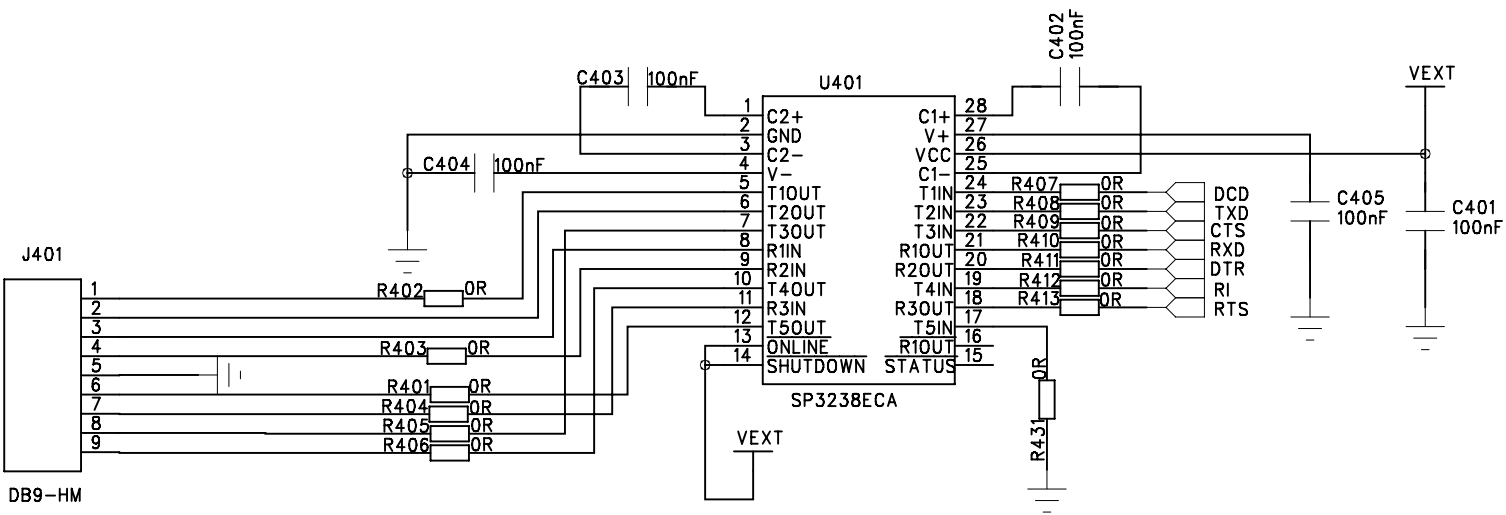 C402
100nF
C403 100nF
U401
VEXT
1 C2+ C1+ 28
2 GND V+ 27
3 C2- VCC 26
4 V- C1- 25
C404 100nF
5 T1OUT T1IN 24 R407 0R DCD
6 T2OUT T2IN 23 R408 0R TXD
7 T3OUT T3IN 22 R409 0R CTS
8 R1IN R1OUT 21 R410 0R RXD
9 R2IN R2OUT 20 R411 0R DTR
10 T4OUT T4IN 19 R412 0R RI
11 R3IN R3OUT 18 R413 0R RTS
12 T5OUT T5IN 17
13 ONLINE R1OUT 16
14 SHUTDOWN STATUS 15
SP3238ECA
C405
100nF
C401
100nF
J401
1
2
3
4
5
6
7
8
9
R402 0R
R403 0R
R401 0R
R404 0R
R405 0R
R406 0R
DB9-HM
VEXT
R431 0R